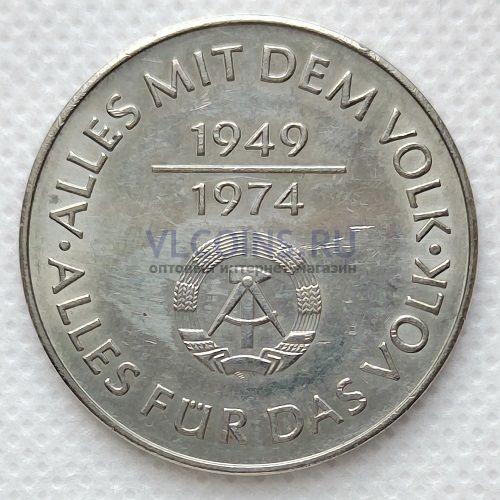 · ALLES MIT DEM VOLK ·
1949
1974
VLCOINS.RU
оптовый интернет-магазин
ALLES FÜR DAS VOLK